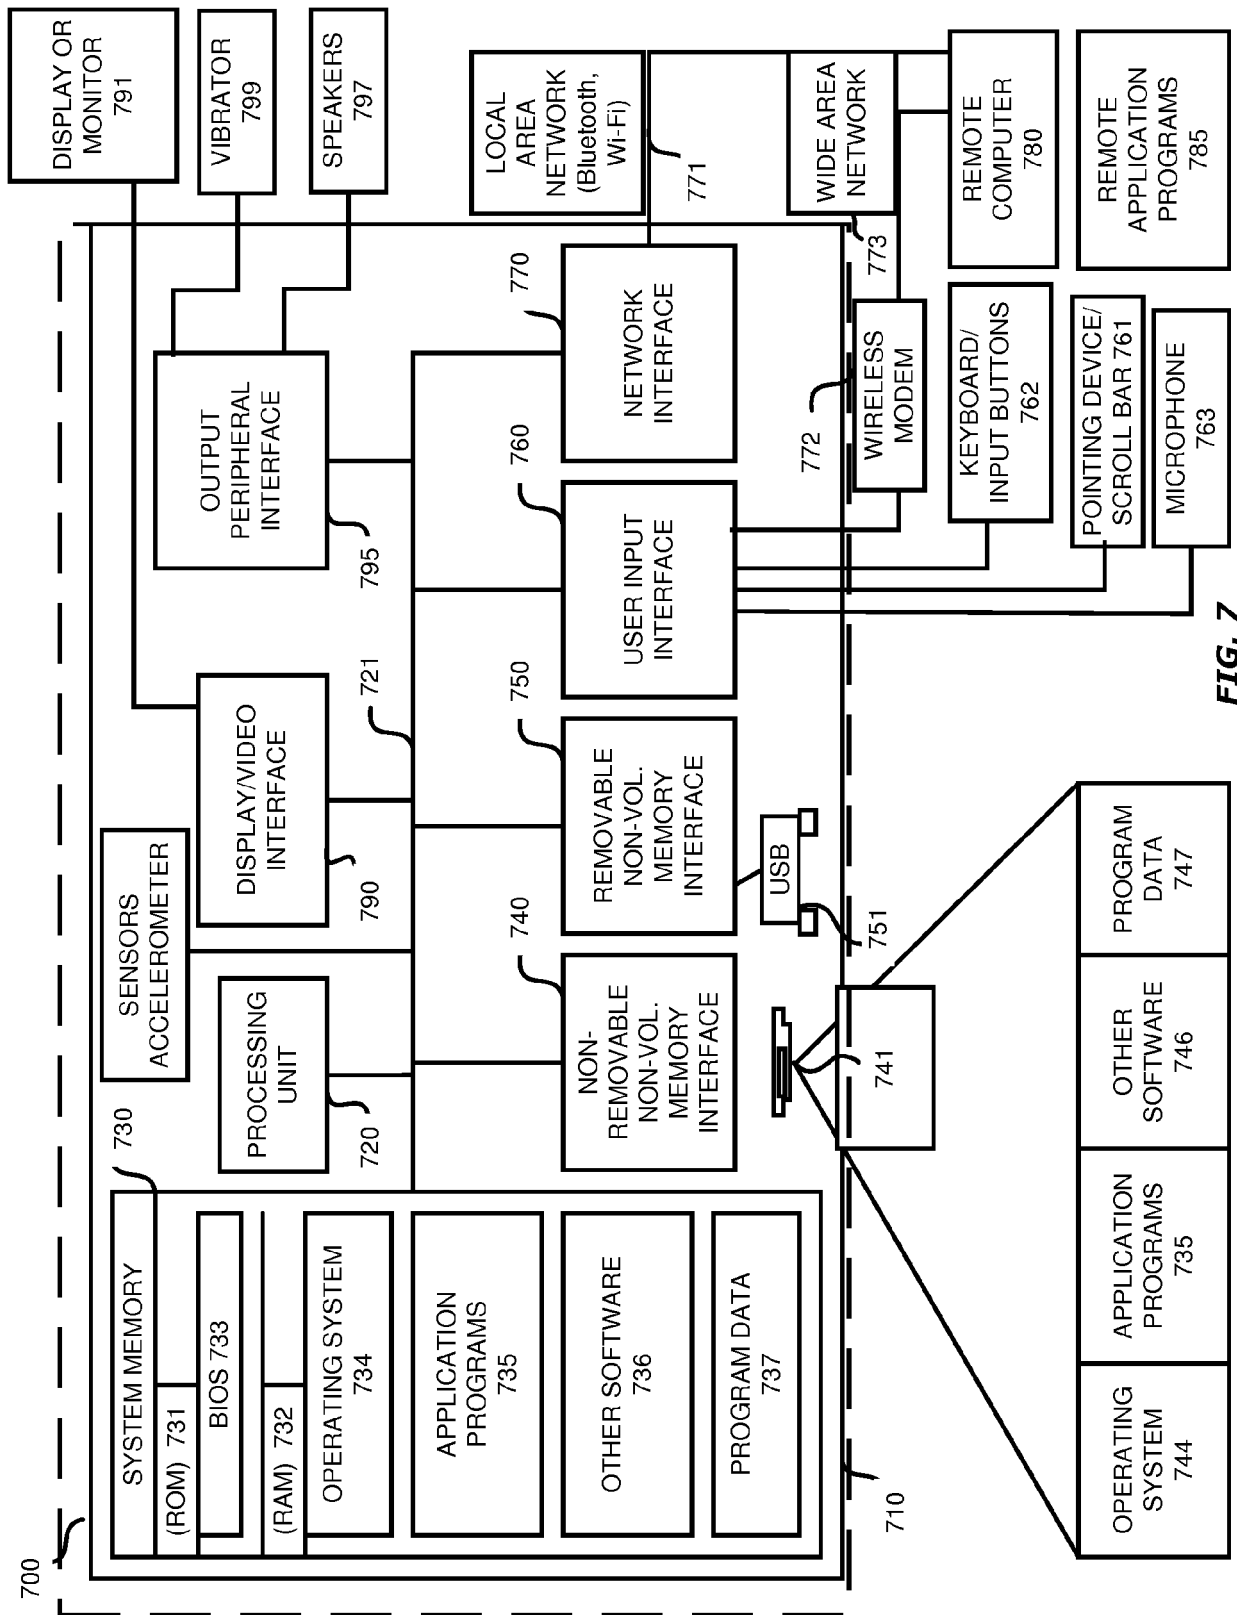 700
SYSTEM MEMORY
730
(ROM) 731
BIOS 733
(RAM) 732
OPERATING SYSTEM
734
APPLICATION
PROGRAMS
735
OTHER SOFTWARE
736
PROGRAM DATA
737
710
PROCESSING
UNIT
720
SENSORS
ACCELEROMETER
DISPLAY/VIDEO
INTERFACE
790
721
OUTPUT
PERIPHERAL
INTERFACE
795
DISPLAY OR
MONITOR
791
VIBRATOR
799
SPEAKERS
797
740
NON-
REMOVABLE
NON-VOL.
MEMORY
INTERFACE
750
REMOVABLE
NON-VOL.
MEMORY
INTERFACE
USB
751
760
USER INPUT
INTERFACE
770
NETWORK
INTERFACE
LOCAL
AREA
NETWORK
(Bluetooth,
Wi-Fi)
771
WIDE AREA
NETWORK
773
772
WIRELESS
MODEM
REMOTE
COMPUTER
780
REMOTE
APPLICATION
PROGRAMS
785
KEYBOARD/
INPUT BUTTONS
762
POINTING DEVICE/
SCROLL BAR 761
MICROPHONE
763
741
OPERATING
SYSTEM
744
APPLICATION
PROGRAMS
735
OTHER
SOFTWARE
746
PROGRAM
DATA
747
FIG. 7